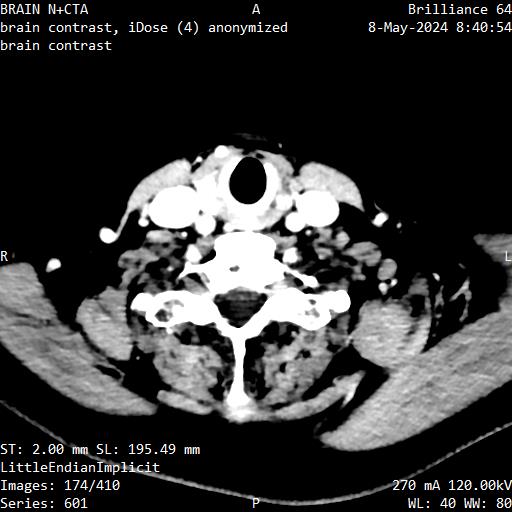 BRAIN N+CTA A Brilliance 64
brain contrast, iDose (4) anonymized 8-May-2024 8:40:54
brain contrast
R L
ST: 2.00 mm SL: 195.49 mm
LittleEndianImplicit
Images: 174/410 270 mA 120.00kV
Series: 601 P WL: 40 WW: 80